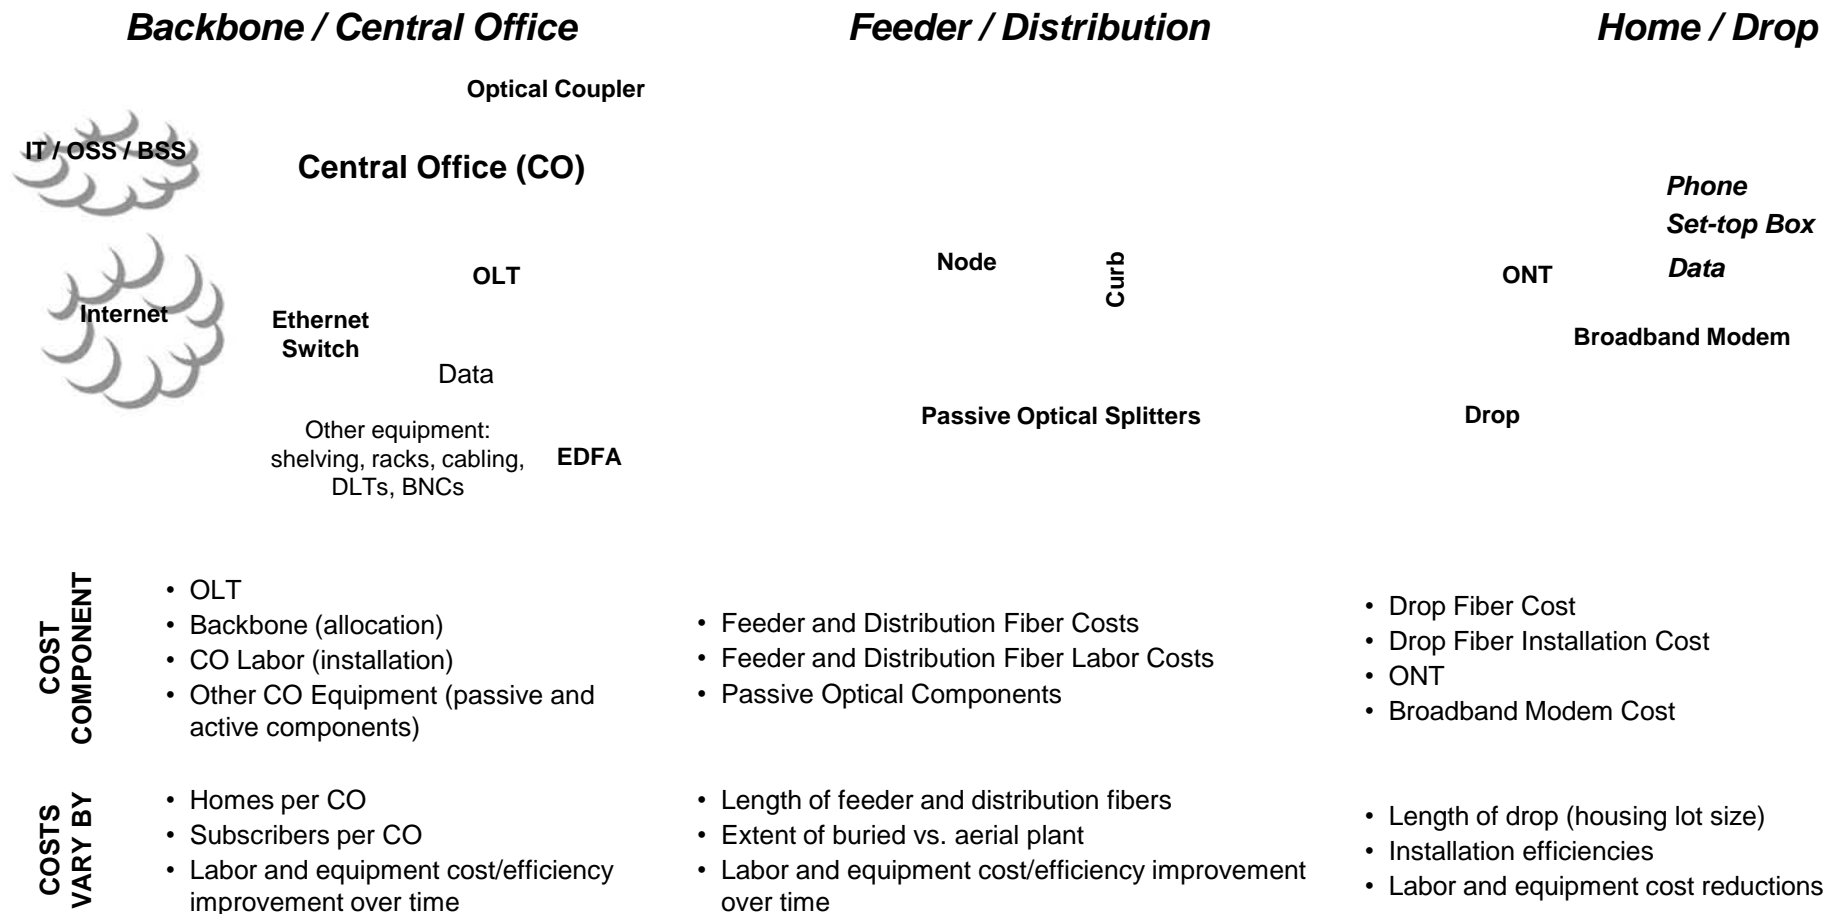 Backbone / Central Office
Feeder / Distribution
Home / Drop
Optical Coupler
IT / OSS / BSS
Central Office (CO)
Phone
Set-top Box
Data
Node
Curb
OLT
ONT
Internet
Ethernet
Switch
Broadband Modem
Data
Passive Optical Splitters
Drop
Other equipment:
shelving, racks, cabling,
DLTs, BNCs
EDFA
COST
COMPONENT
• OLT
• Backbone (allocation)
• CO Labor (installation)
• Other CO Equipment (passive and
active components)
• Feeder and Distribution Fiber Costs
• Feeder and Distribution Fiber Labor Costs
• Passive Optical Components
• Drop Fiber Cost
• Drop Fiber Installation Cost
• ONT
• Broadband Modem Cost
COSTS
VARY BY
• Homes per CO
• Subscribers per CO
• Labor and equipment cost/efficiency
improvement over time
• Length of feeder and distribution fibers
• Extent of buried vs. aerial plant
• Labor and equipment cost/efficiency improvement
over time
• Length of drop (housing lot size)
• Installation efficiencies
• Labor and equipment cost reductions